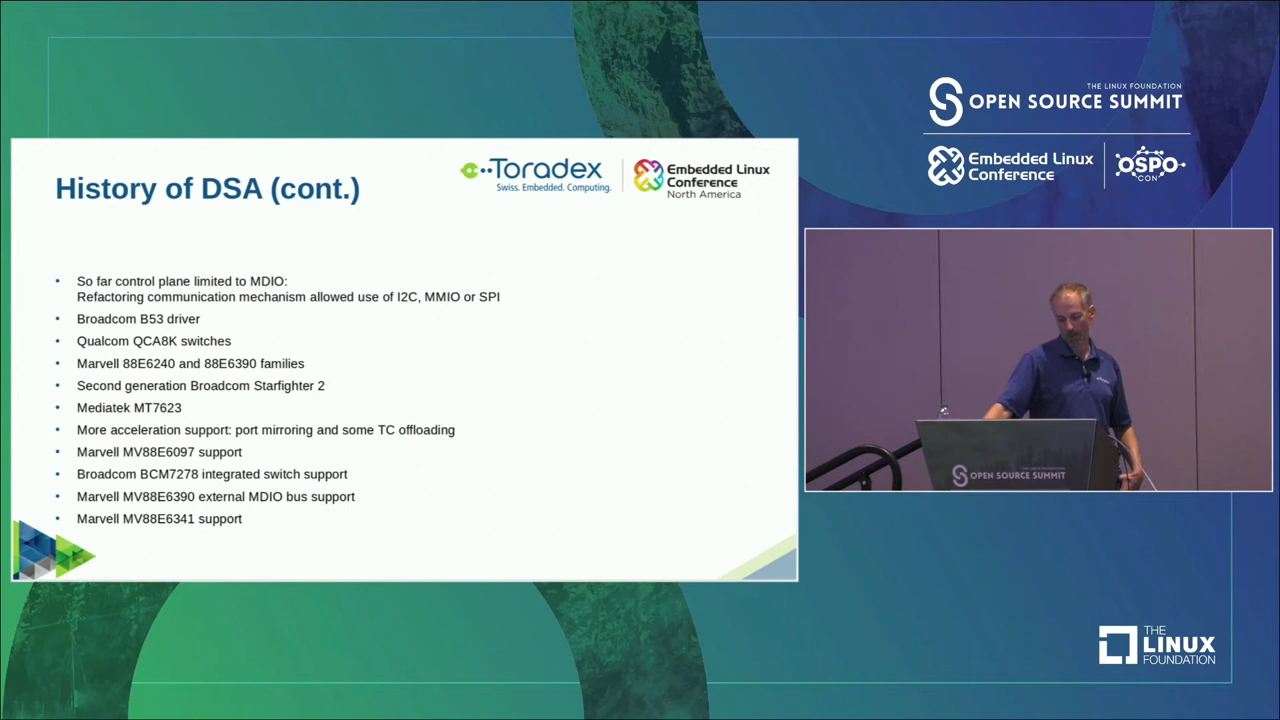 THE LINUX FOUNDATION
OPEN SOURCE SUMMIT
Embedded Linux
Conference
OSPO
CON
History of DSA (cont.)
Toradex
Swiss. Embedded. Computing.
Embedded Linux
Conference
North America
• So far control plane limited to MDIO:
Refactoring communication mechanism allowed use of I2C, MMIO or SPI
• Broadcom B53 driver
• Qualcom QCA8K switches
• Marvell 88E6240 and 88E6390 families
• Second generation Broadcom Starfighter 2
• Mediatek MT7623
• More acceleration support: port mirroring and some TC offloading
• Marvell MV88E6097 support
• Broadcom BCM7278 integrated switch support
• Marvell MV88E6390 external MDIO bus support
• Marvell MV88E6341 support
OPEN SOURCE SUMMIT
THE
LINUX
FOUNDATION